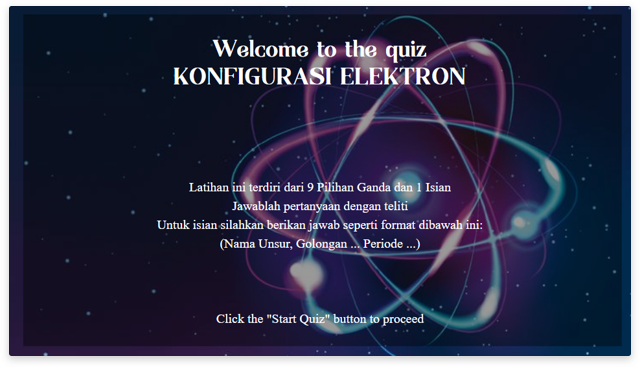 Welcome to the quiz
KONFIGURASI ELEKTRON
Latihan ini terdiri dari 9 Pilihan Ganda dan 1 Isian
Jawablah pertanyaan dengan teliti
Untuk isian silahkan berikan jawab seperti format dibawah ini:
(Nama Unsur, Golongan ... Periode ...)
Click the "Start Quiz" button to proceed